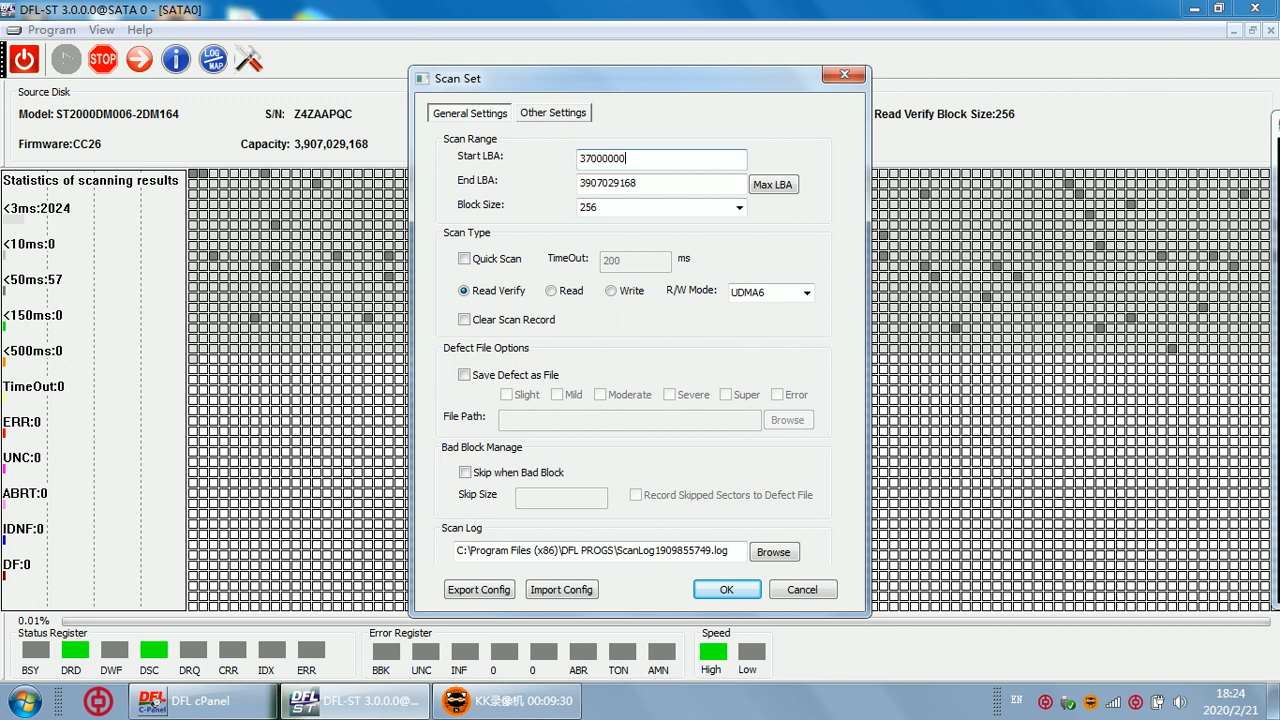 DFL-ST 3.0.0.0@SATA 0 - [SATA0]
Program View Help
STOP
LOG MAP
Source Disk
Model: ST2000DM006-2DM164 S/N: Z4ZAAPQC Read Verify Block Size:256
Firmware:CC26 Capacity: 3,907,029,168
Statistics of scanning results
<3ms:2024
<10ms:0
<50ms:57
<150ms:0
<500ms:0
TimeOut:0
ERR:0
UNC:0
ABRT:0
IDNF:0
DF:0
0.01%
Scan Set
General Settings Other Settings
Scan Range
Start LBA: 37000000
End LBA: 3907029168 Max LBA
Block Size: 256
Scan Type
Quick Scan TimeOut: 200 ms
Read Verify Read Write R/W Mode: UDMA6
Clear Scan Record
Defect File Options
Save Defect as File
Slight Mild Moderate Severe Super Error
File Path: Browse
Bad Block Manage
Skip when Bad Block
Skip Size Record Skipped Sectors to Defect File
Scan Log
C:\Program Files (x86)\DFL PROGS\ScanLog1909855749.log Browse
Export Config Import Config OK Cancel
Status Register Error Register Speed
BSY DRD DWF DSC DRQ CRR IDX ERR BBK UNC INF 0 0 ABR TON AMN High Low
DFL C-Panel DFL cPanel DFL-ST DFL-ST 3.0.0.0@... KK录像机 00:09:30 EN 18:24
2020/2/21